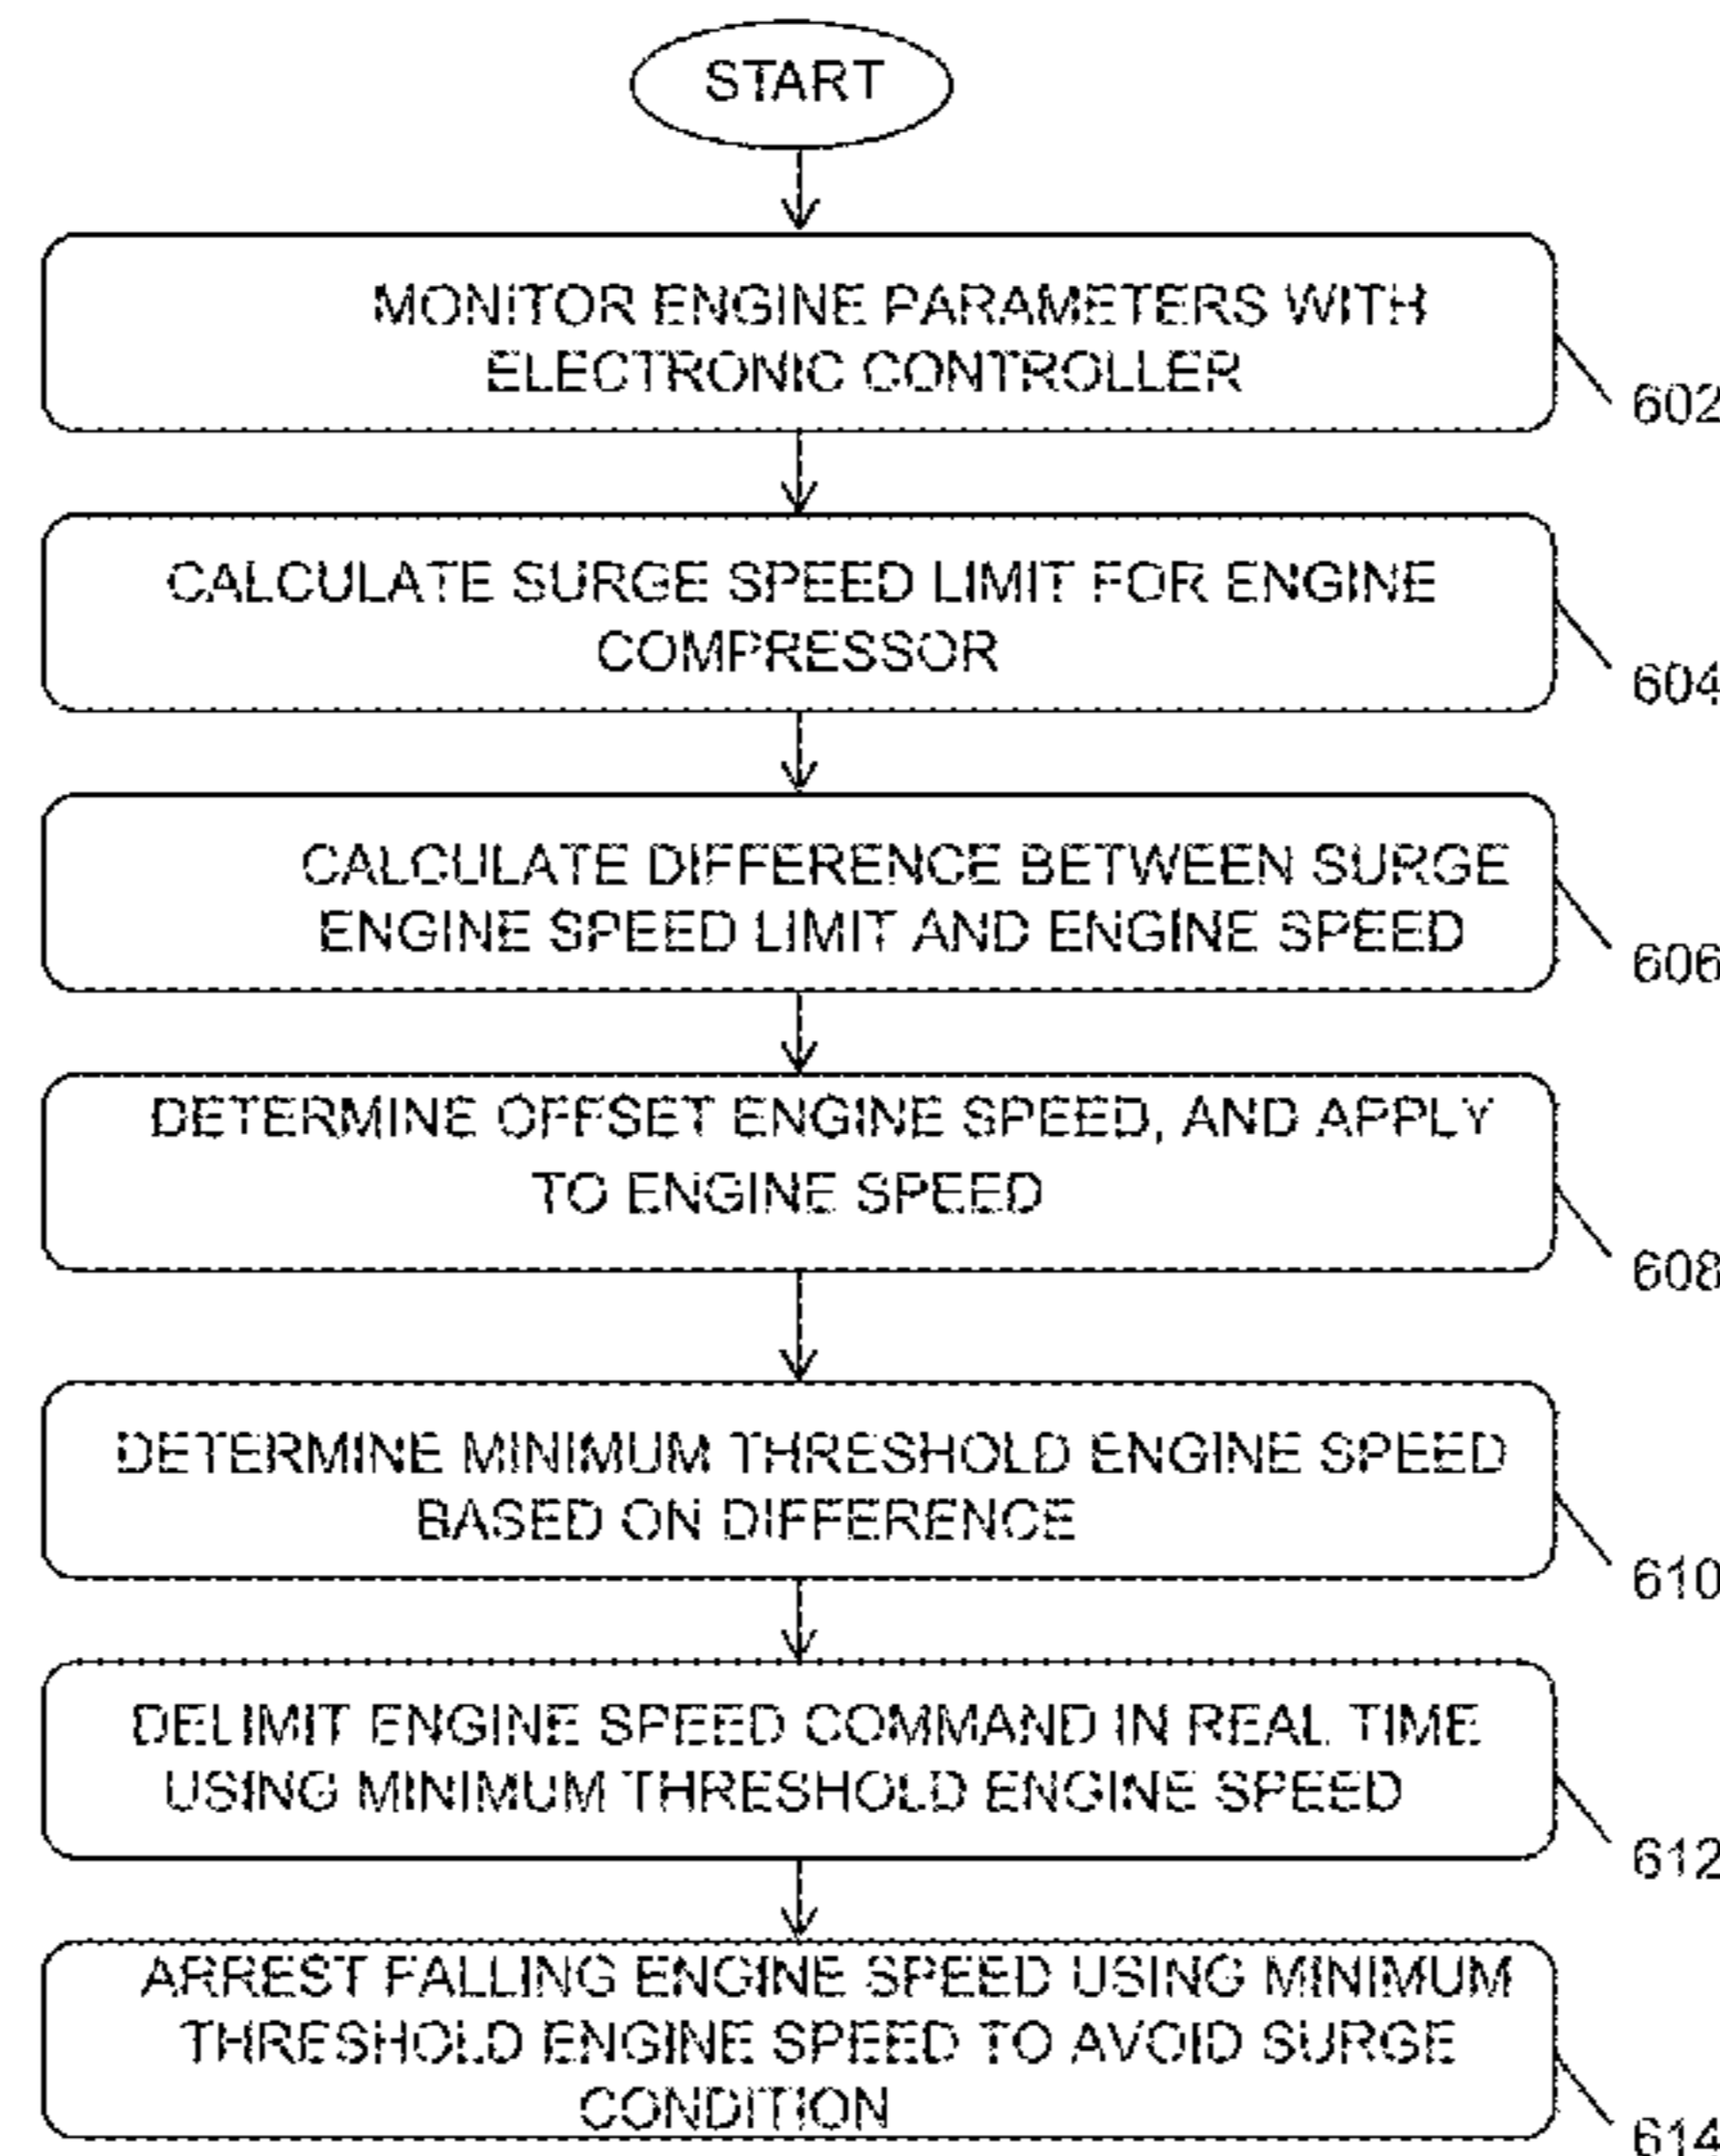 START
MONITOR ENGINE PARAMETERS WITH
ELECTRONIC CONTROLLER
602
CALCULATE SURGE SPEED LIMIT FOR ENGINE
COMPRESSOR
604
CALCULATE DIFFERENCE BETWEEN SURGE
ENGINE SPEED LIMIT AND ENGINE SPEED
606
DETERMINE OFFSET ENGINE SPEED, AND APPLY
TO ENGINE SPEED
608
DETERMINE MINIMUM THRESHOLD ENGINE SPEED
BASED ON DIFFERENCE
610
DELIMIT ENGINE SPEED COMMAND IN REAL TIME
USING MINIMUM THRESHOLD ENGINE SPEED
612
ARREST FALLING ENGINE SPEED USING MINIMUM
THRESHOLD ENGINE SPEED TO AVOID SURGE
CONDITION
614